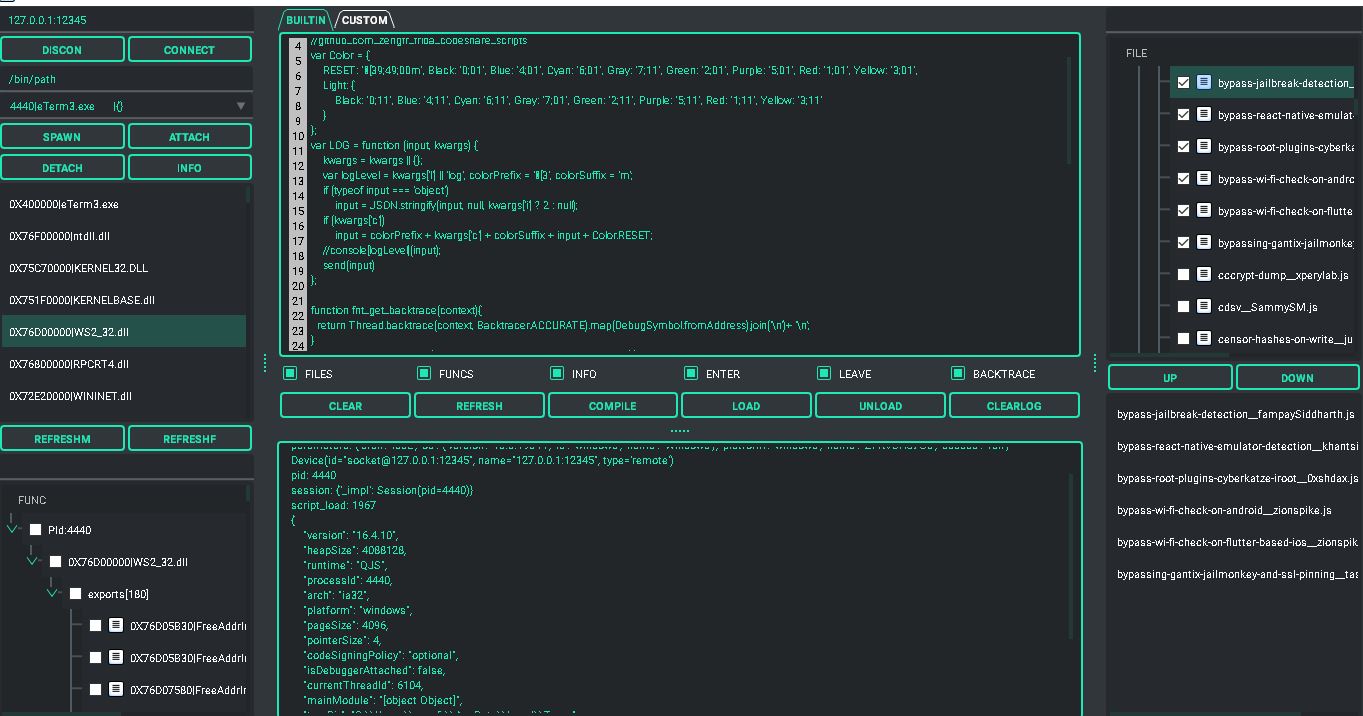 127.0.0.1:12345
DISCON
CONNECT
/bin/path
4440|eTerm3.exe |{}
SPAWN
ATTACH
DETACH
INFO
0X400000|eTerm3.exe
0X76F00000|ntdll.dll
0X75C70000|KERNEL32.DLL
0X751F0000|KERNELBASE.dll
0X76D00000|WS2_32.dll
0X76800000|RPCRT4.dll
0X72E20000|WININET.dll
REFRESHM
REFRESHF
FUNC
PId:4440
0X76D00000|WS2_32.dll
exports[180]
0X76D05B30|FreeAddrIn
0X76D05B30|FreeAddrIn
0X76D07580|FreeAddrIn
BUILTIN
CUSTOM
4 //github_com_zengfr_frida_codeshare_scripts
5 var Color = {
6 RESET: '[39;49;00m', Black: '0;01', Blue: '4;01', Cyan: '6;01', Gray: '7;11', Green: '2;01', Purple: '5;01', Red: '1;01', Yellow: '3;01',
7 Light: {
8 Black: '0;11', Blue: '4;11', Cyan: '6;11', Gray: '7;01', Green: '2;11', Purple: '5;11', Red: '1;11', Yellow: '3;11'
9 }
10 };
11 var LOG = function (input, kwargs) {
12 kwargs = kwargs || {};
13 var logLevel = kwargs['l'] || 'log', colorPrefix = '[3', colorSuffix = 'm';
14 if (typeof input === 'object')
15 input = JSON.stringify(input, null, kwargs['i'] ? 2 : null);
16 if (kwargs['c'])
17 input = colorPrefix + kwargs['c'] + colorSuffix + input + Color.RESET;
18 //console[logLevel](input);
19 send(input)
20 };
21
22 function fnt_get_backtrace(context){
23 return Thread.backtrace(context, Backtracer.ACCURATE).map(DebugSymbol.fromAddress).join('\n')+ '\n';
24 }
FILES
FUNCS
INFO
ENTER
LEAVE
BACKTRACE
CLEAR
REFRESH
COMPILE
LOAD
UNLOAD
CLEARLOG
Device(id="socket@127.0.0.1:12345", name="127.0.0.1:12345", type='remote')
pid: 4440
session: {'_impl': Session(pid=4440)}
script_load: 1967
{
"version": "16.4.10",
"heapSize": 4088128,
"runtime": "QJS",
"processId": 4440,
"arch": "ia32",
"platform": "windows",
"pageSize": 4096,
"pointerSize": 4,
"codeSigningPolicy": "optional",
"isDebuggerAttached": false,
"currentThreadId": 6104,
"mainModule": "[object Object]",
FILE
bypass-jailbreak-detection_
bypass-react-native-emulat
bypass-root-plugins-cyberka
bypass-wi-fi-check-on-andro
bypass-wi-fi-check-on-flutte
bypassing-gantix-jailmonkey
cccrypt-dump__xperylab.js
cdsv__SammySM.js
censor-hashes-on-write__ju
UP
DOWN
bypass-jailbreak-detection__fampaySiddharth.js
bypass-react-native-emulator-detection__khantsi
bypass-root-plugins-cyberkatze-iroot__0xshdax.js
bypass-wi-fi-check-on-android__zionspike.js
bypass-wi-fi-check-on-flutter-based-ios__zionspik
bypassing-gantix-jailmonkey-and-ssl-pinning__tas